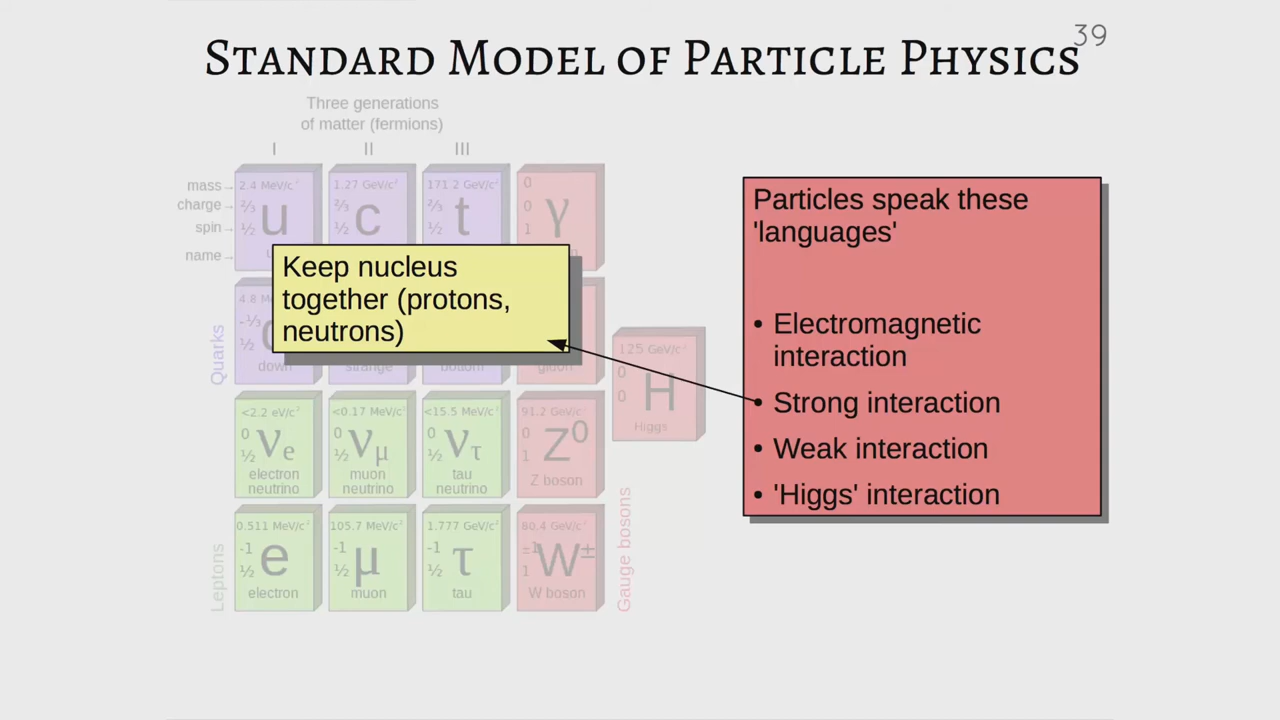 39
Standard Model of Particle Physics
Three generations
of matter (fermions)
I II III
mass
charge
spin
name
2.4 MeV/c²
⅔
½
u
1.27 GeV/c²
⅔
½
c
171.2 GeV/c²
⅔
½
t
0
0
1
γ
Keep nucleus
together (protons,
neutrons)
Quarks
-⅓
½
down
strange
bottom
gluon
125 GeV/c²
0
0
H
Higgs
<2.2 eV/c²
0
½
νe
electron
neutrino
<0.17 MeV/c²
0
½
νμ
muon
neutrino
<15.5 MeV/c²
0
½
ντ
tau
neutrino
91.2 GeV/c²
0
1
Z⁰
Z boson
Leptons
0.511 MeV/c²
-1
½
e
electron
105.7 MeV/c²
-1
½
μ
muon
1.777 GeV/c²
-1
½
τ
tau
80.4 GeV/c²
±1
1
W±
W boson
Gauge bosons
Particles speak these
'languages'
• Electromagnetic
interaction
• Strong interaction
• Weak interaction
• 'Higgs' interaction